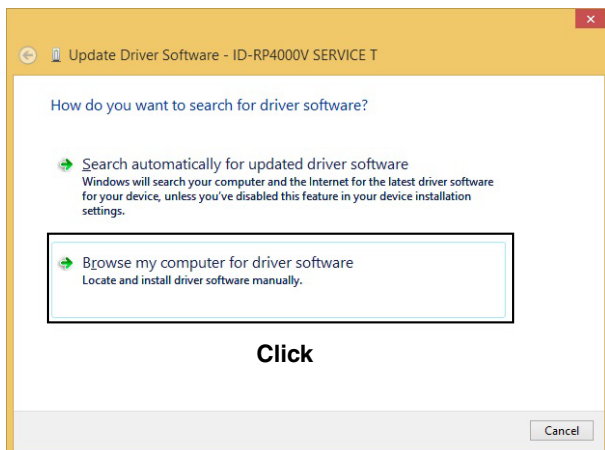 Update Driver Software - ID-RP4000V SERVICE T
How do you want to search for driver software?
Search automatically for updated driver software
Windows will search your computer and the Internet for the latest driver software
for your device, unless you've disabled this feature in your device installation
settings.
Browse my computer for driver software
Locate and install driver software manually.
Click
Cancel